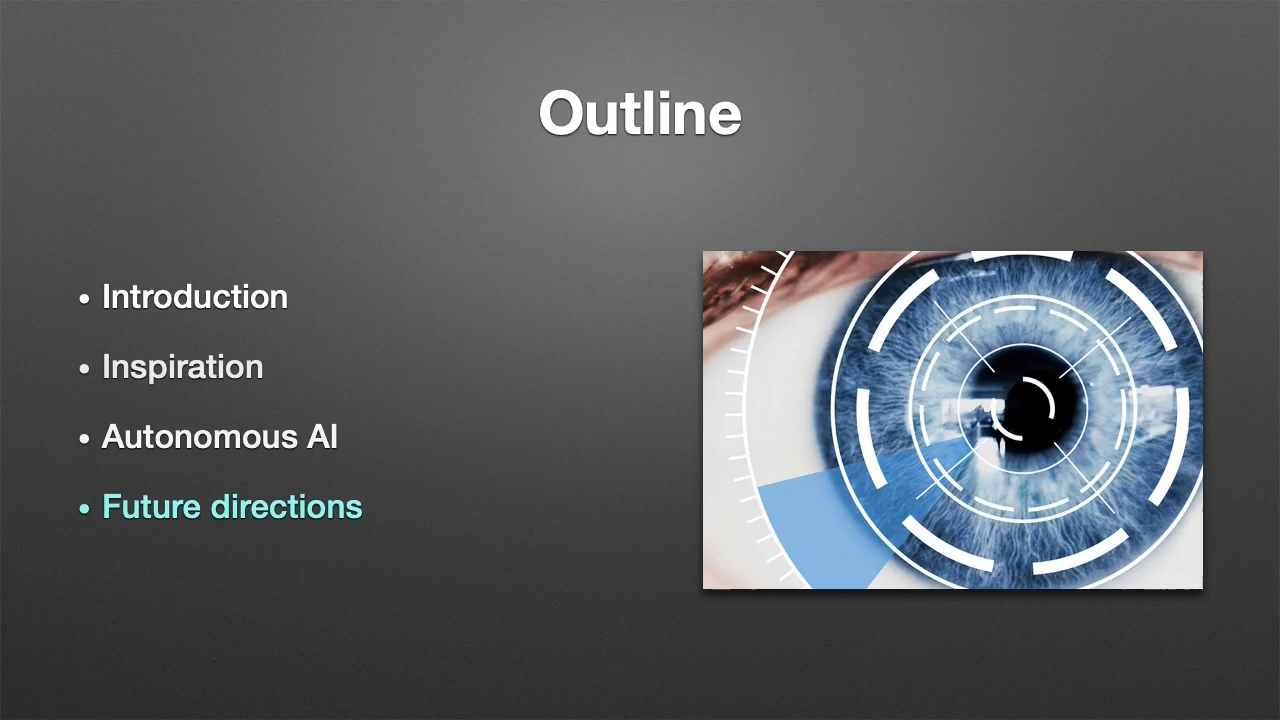 Outline
• Introduction
• Inspiration
• Autonomous AI
• Future directions